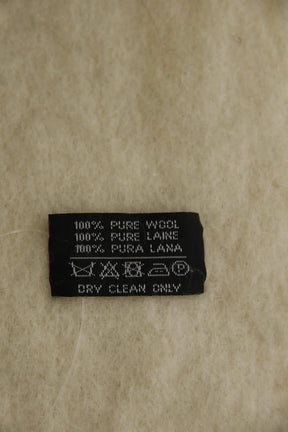 100% PURE WOOL
100% PURE LAINE
100% PURA LANA
P
DRY CLEAN ONLY